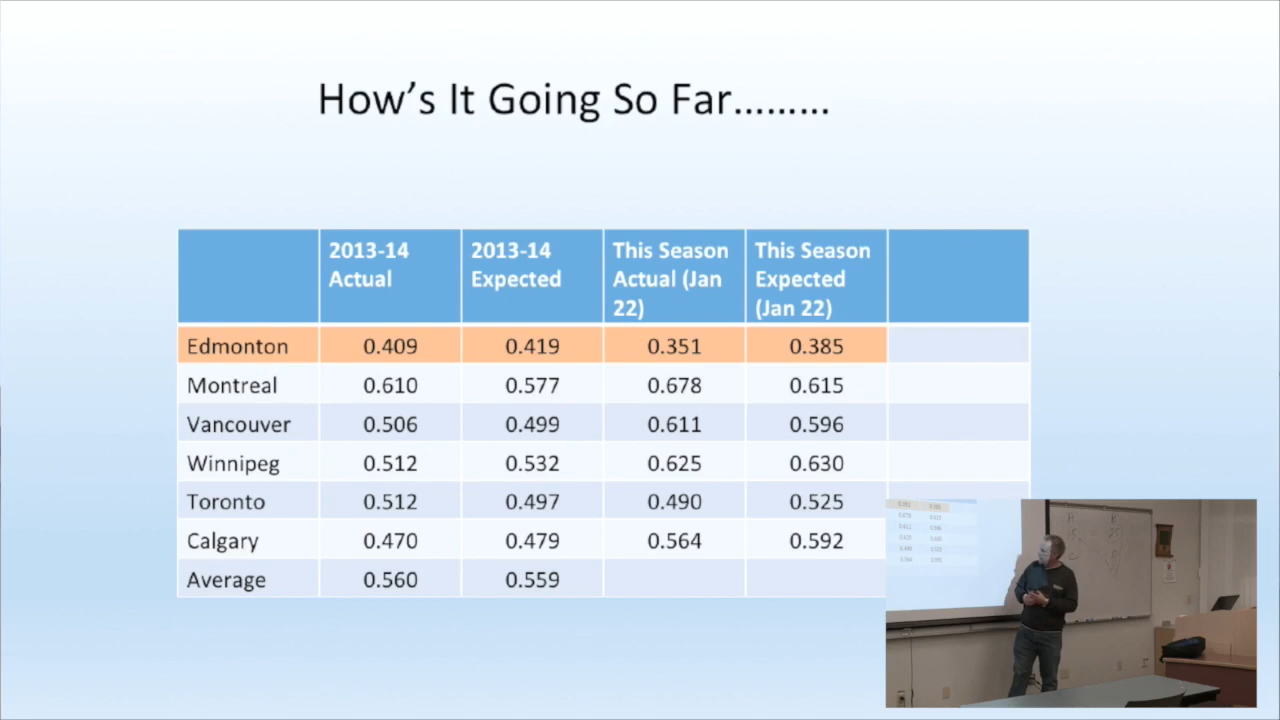 How's It Going So Far.........
2013-14 Actual 2013-14 Expected This Season Actual (Jan 22) This Season Expected (Jan 22)
Edmonton 0.409 0.419 0.351 0.385
Montreal 0.610 0.577 0.678 0.615
Vancouver 0.506 0.499 0.611 0.596
Winnipeg 0.512 0.532 0.625 0.630
Toronto 0.512 0.497 0.490 0.525
Calgary 0.470 0.479 0.564 0.592
Average 0.560 0.559